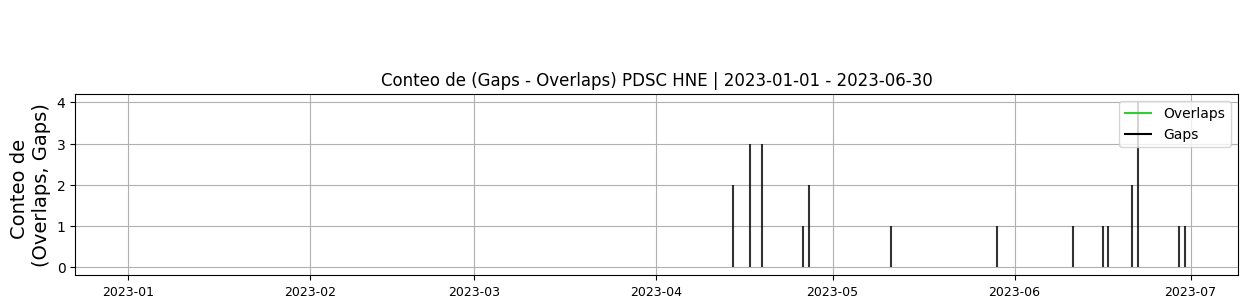 Conteo de (Gaps - Overlaps) PDSC HNE | 2023-01-01 - 2023-06-30
Conteo de
(Overlaps, Gaps)
4
3
2
1
0
Overlaps
Gaps
2023-01
2023-02
2023-03
2023-04
2023-05
2023-06
2023-07